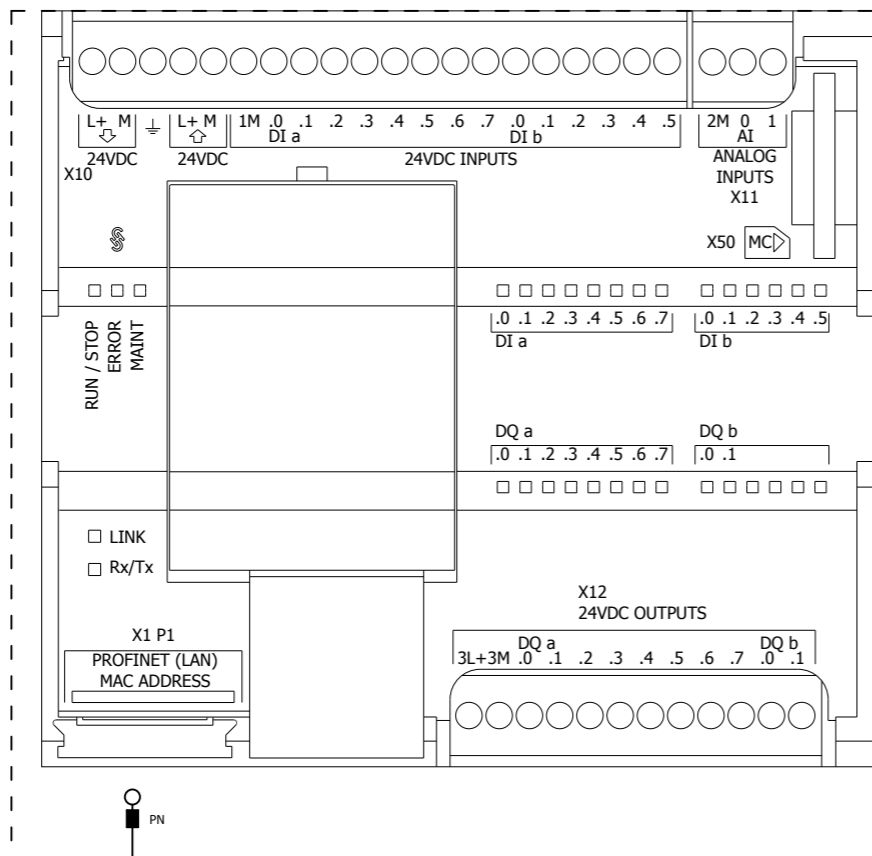 L+ M L+ M 1M .0 .1 .2 .3 .4 .5 .6 .7 .0 .1 .2 .3 .4 .5 2M 0 1
DI a DI b AI
24VDC 24VDC 24VDC INPUTS ANALOG
INPUTS
X10 X11
X50 MC
.0 .1 .2 .3 .4 .5 .6 .7 .0 .1 .2 .3 .4 .5
DI a DI b
RUN / STOP
ERROR
MAINT
DQ a DQ b
.0 .1 .2 .3 .4 .5 .6 .7 .0 .1
LINK
Rx/Tx
X12
24VDC OUTPUTS
X1 P1
PROFINET (LAN)
MAC ADDRESS
DQ a DQ b
3L+3M .0 .1 .2 .3 .4 .5 .6 .7 .0 .1
PN